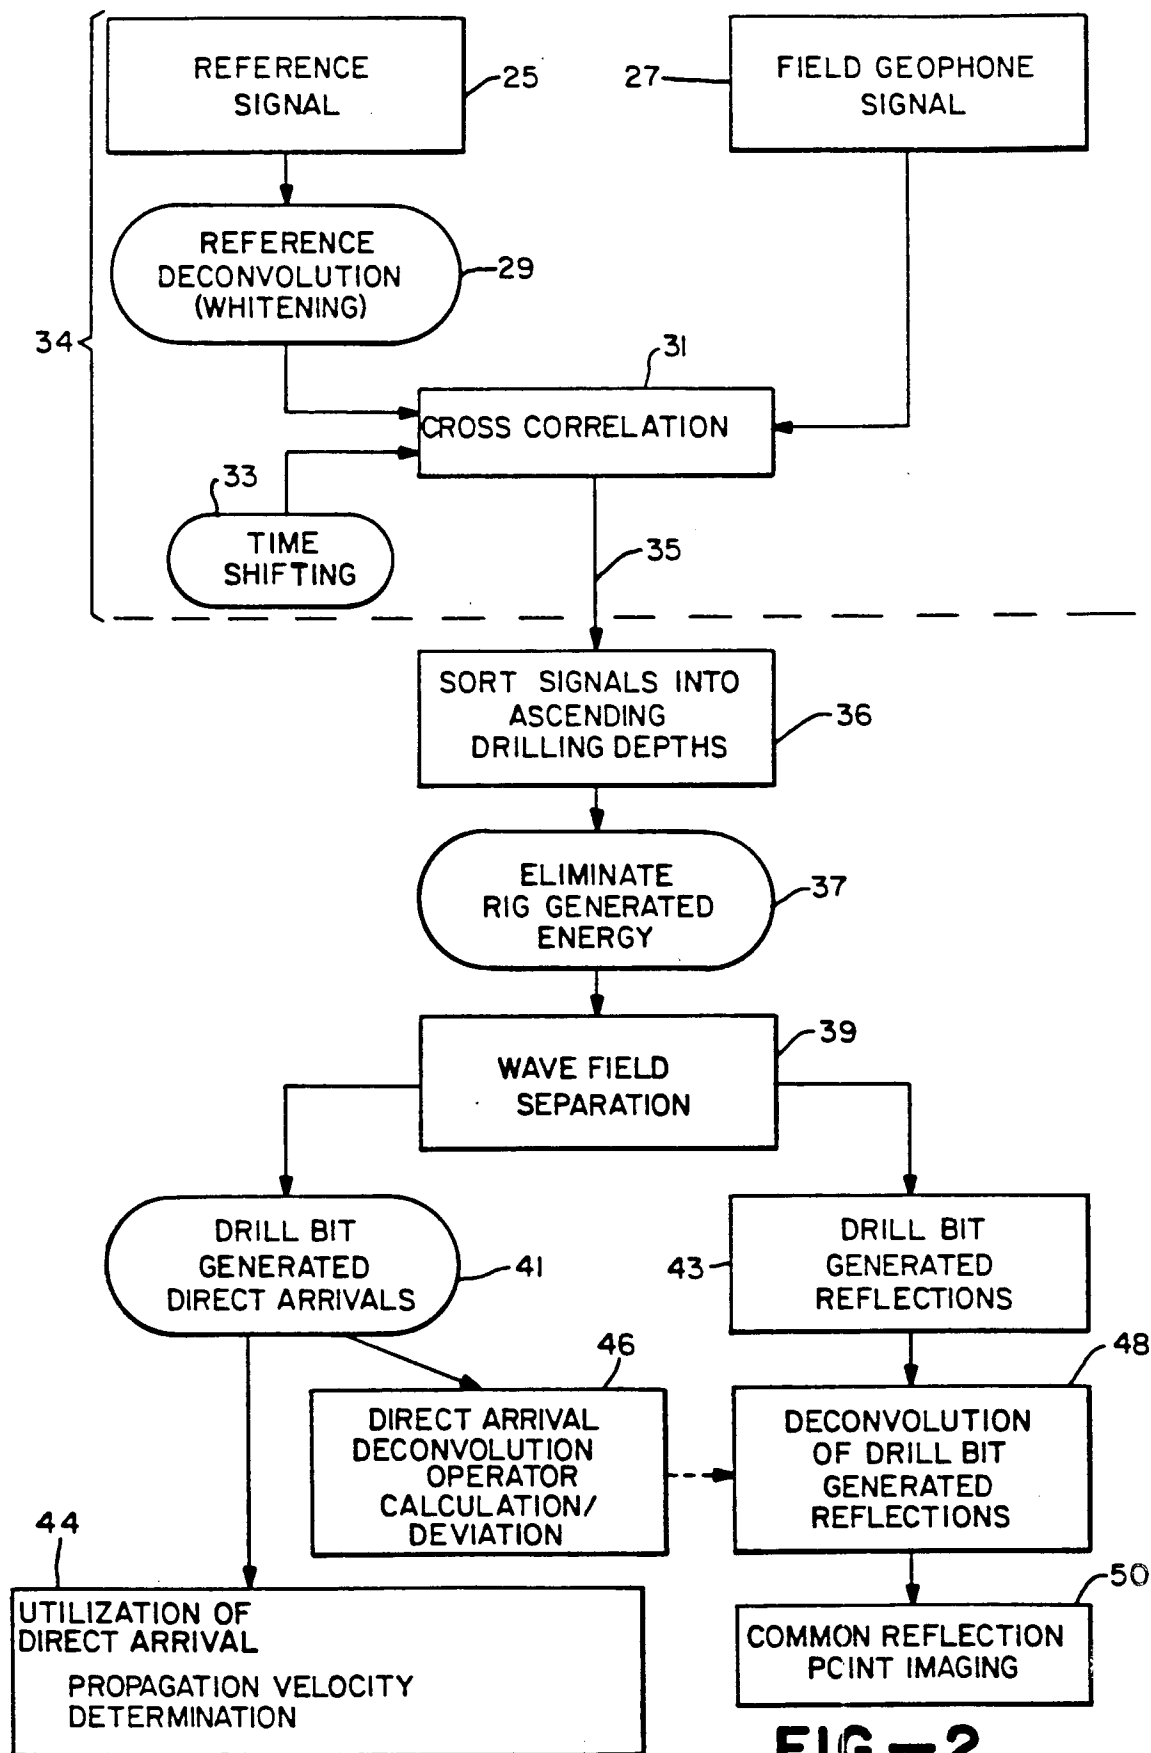 REFERENCE
SIGNAL
25
27
FIELD GEOPHONE
SIGNAL
REFERENCE
DECONVOLUTION
(WHITENING)
29
34
31
CROSS CORRELATION
33
TIME
SHIFTING
35
SORT SIGNALS INTO
ASCENDING
DRILLING DEPTHS
36
ELIMINATE
RIG GENERATED
ENERGY
37
39
WAVE FIELD
SEPARATION
DRILL BIT
GENERATED
DIRECT ARRIVALS
41
43
DRILL BIT
GENERATED
REFLECTIONS
46
48
DIRECT ARRIVAL
DECONVOLUTION
OPERATOR
CALCULATION/
DEVIATION
DECONVOLUTION
OF DRILL BIT
GENERATED
REFLECTIONS
44
50
UTILIZATION OF
DIRECT ARRIVAL
PROPAGATION VELOCITY
DETERMINATION
COMMON REFLECTION
POINT IMAGING
FIG-2